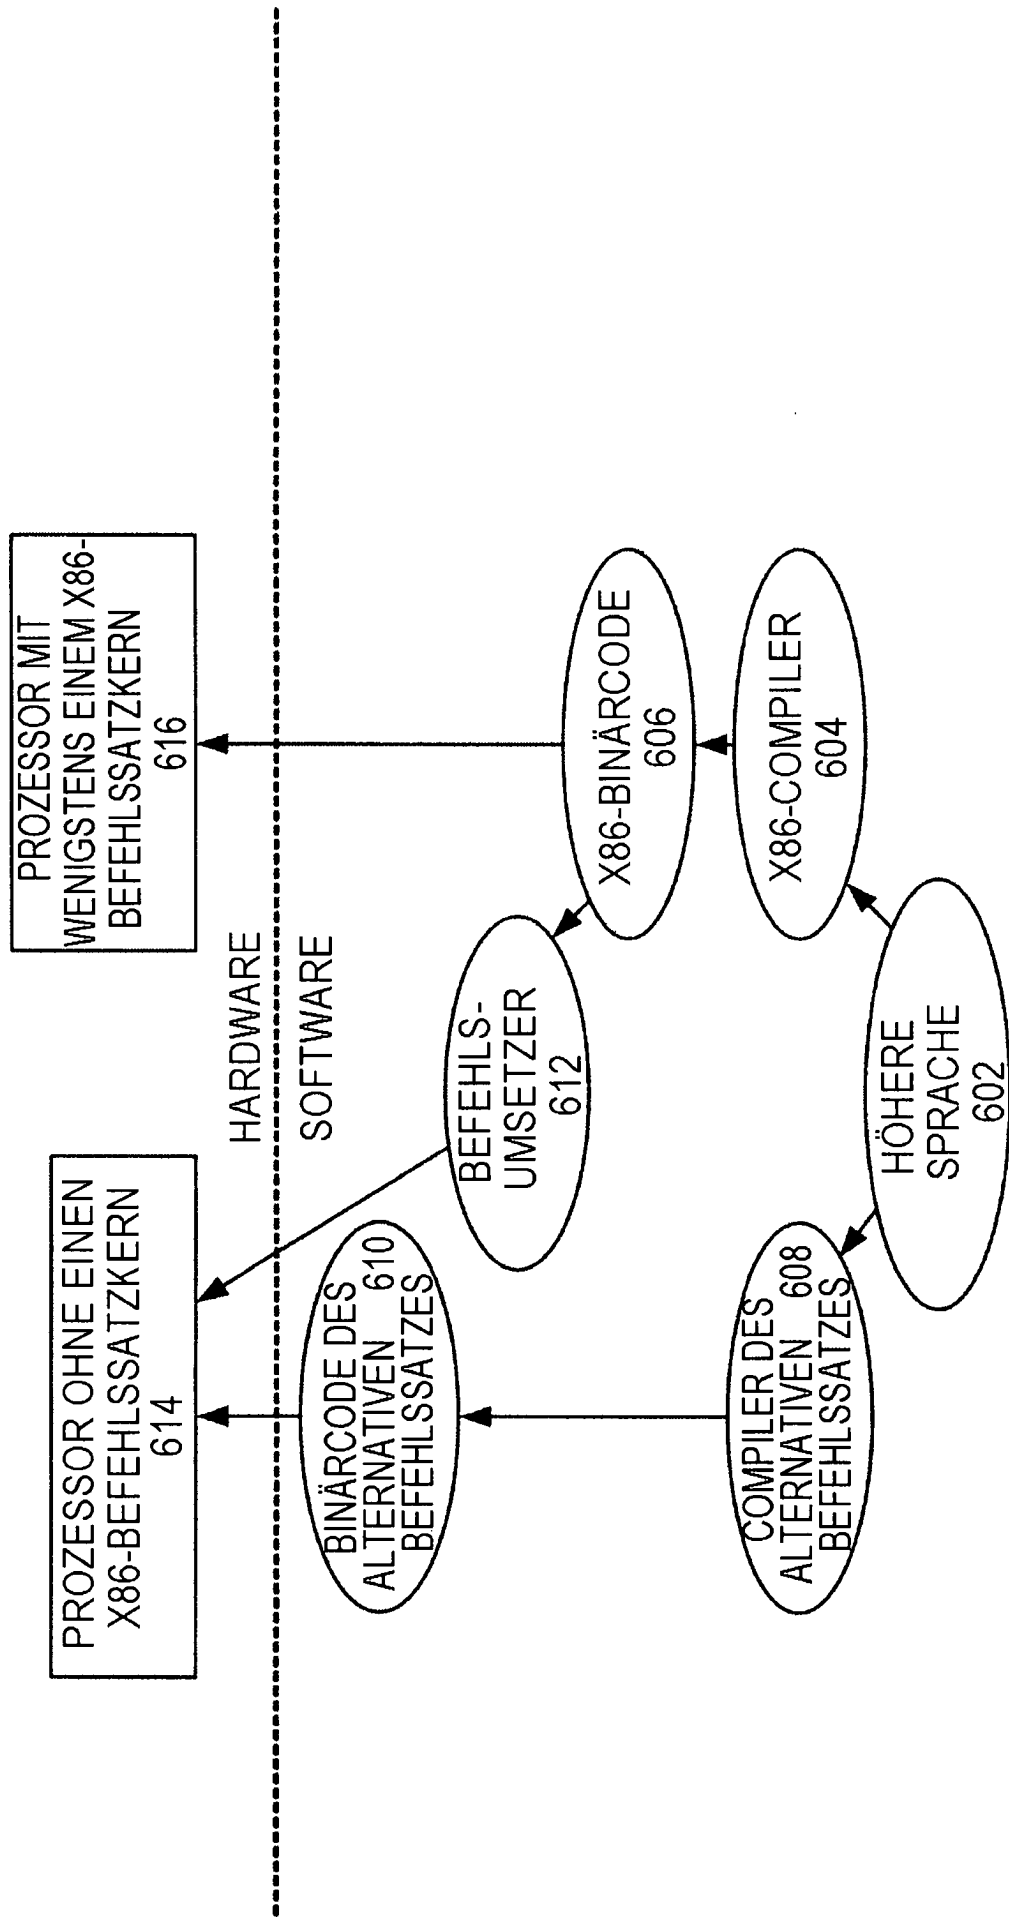 PROZESSOR OHNE EINEN
X86-BEFEHLSSATZKERN
614
PROZESSOR MIT
WENIGSTENS EINEM X86-
BEFEHLSSATZKERN
616
HARDWARE
SOFTWARE
BINÄRCODE DES
ALTERNATIVEN 610
BEFEHLSSATZES
BEFEHLS-
UMSETZER
612
X86-BINÄRCODE
606
COMPILER DES
ALTERNATIVEN 608
BEFEHLSSATZES
X86-COMPILER
604
HÖHERE
SPRACHE
602